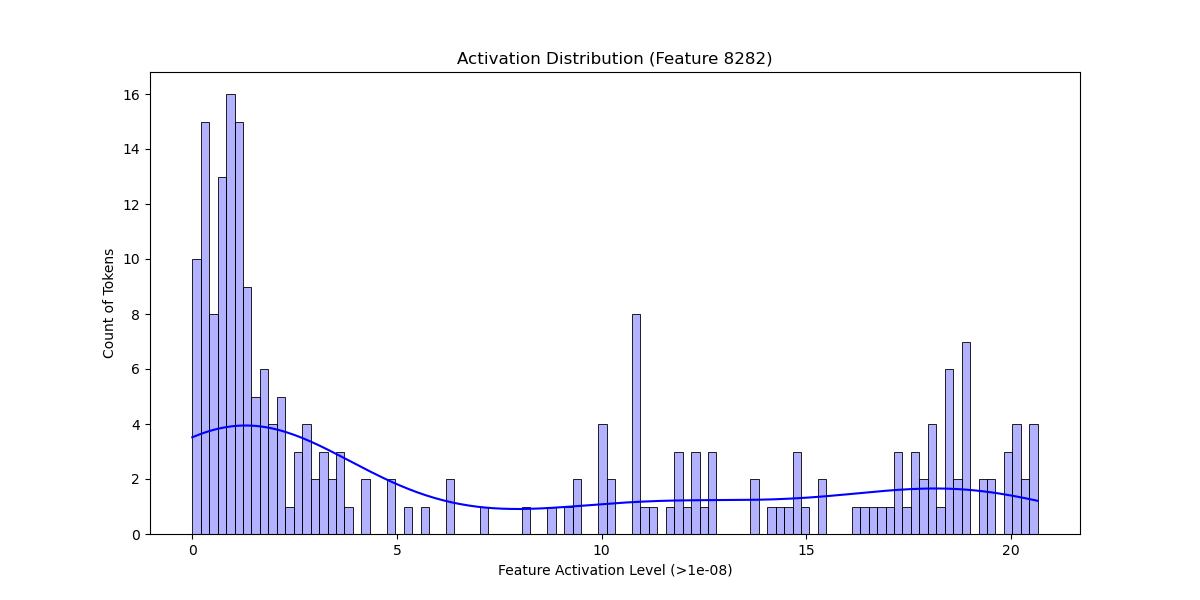 Activation Distribution (Feature 8282)
16
14
12
10
8
6
4
2
0
Count of Tokens
0 5 10 15 20
Feature Activation Level (>1e-08)